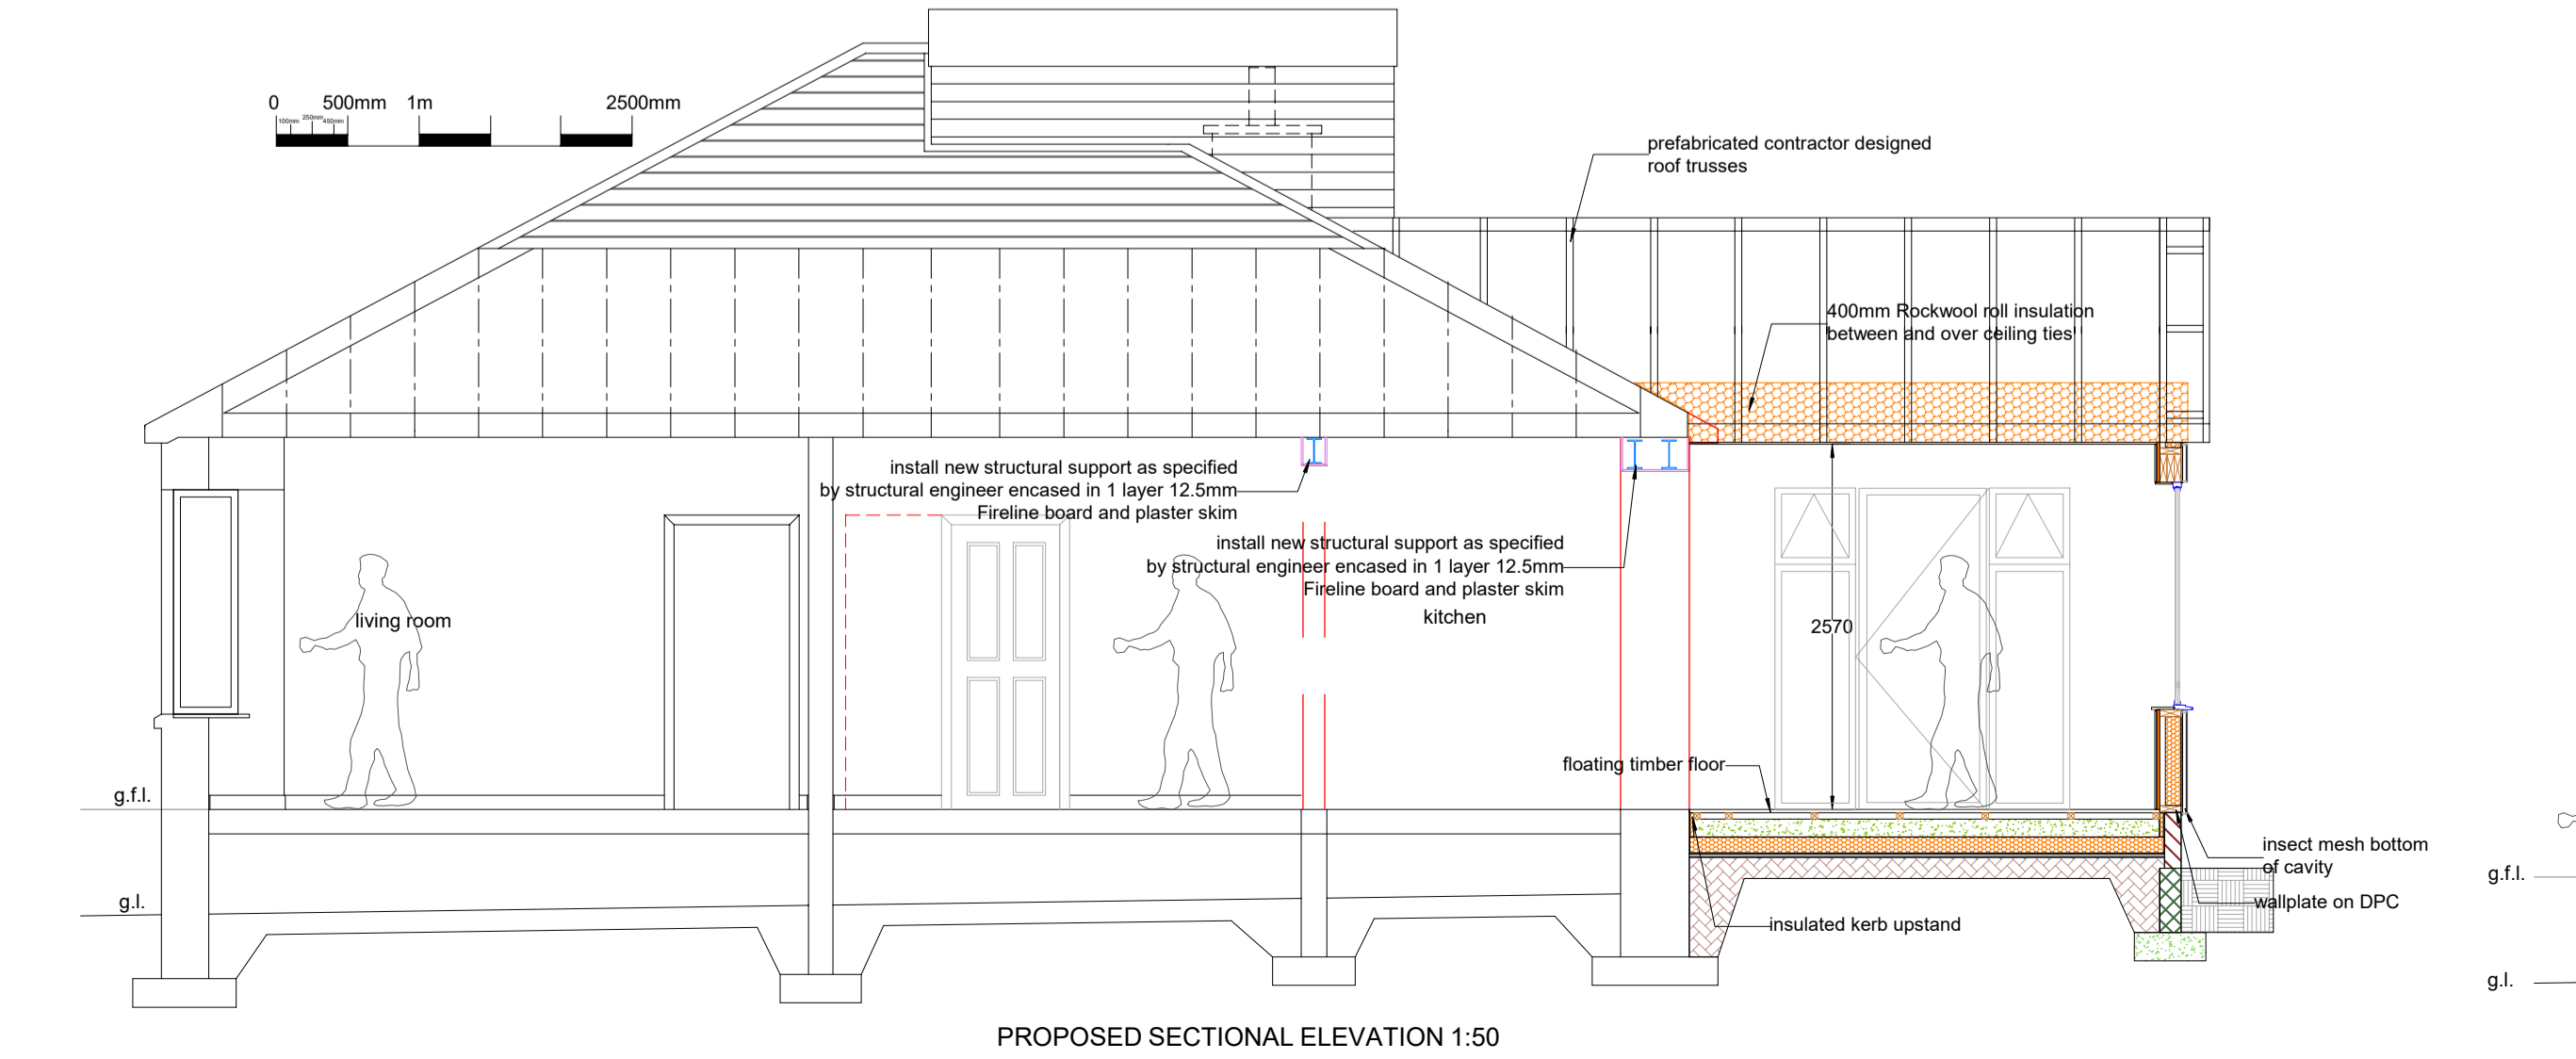 0 500mm 1m 2500mm
100mm 250mm 450mm
prefabricated contractor designed
roof trusses
400mm Rockwool roll insulation
between and over ceiling ties
install new structural support as specified
by structural engineer encased in 1 layer 12.5mm
Fireline board and plaster skim
install new structural support as specified
by structural engineer encased in 1 layer 12.5mm
Fireline board and plaster skim
kitchen
living room
2570
floating timber floor
g.f.l.
g.l.
insect mesh bottom
of cavity
wallplate on DPC
insulated kerb upstand
g.f.l.
g.l.
PROPOSED SECTIONAL ELEVATION 1:50